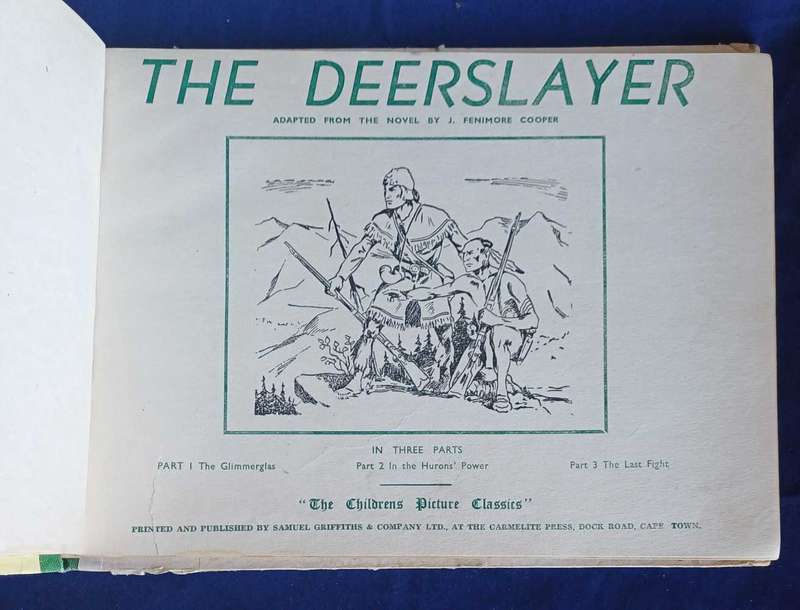 THE DEERSLAYER
ADAPTED FROM THE NOVEL BY J. FENIMORE COOPER
IN THREE PARTS
PART 1 The Glimmerglas Part 2 In the Hurons' Power Part 3 The Last Fight
"The Childrens Picture Classics"
PRINTED AND PUBLISHED BY SAMUEL GRIFFITHS & COMPANY LTD., AT THE CARMELITE PRESS, DOCK ROAD, CAPE TOWN.